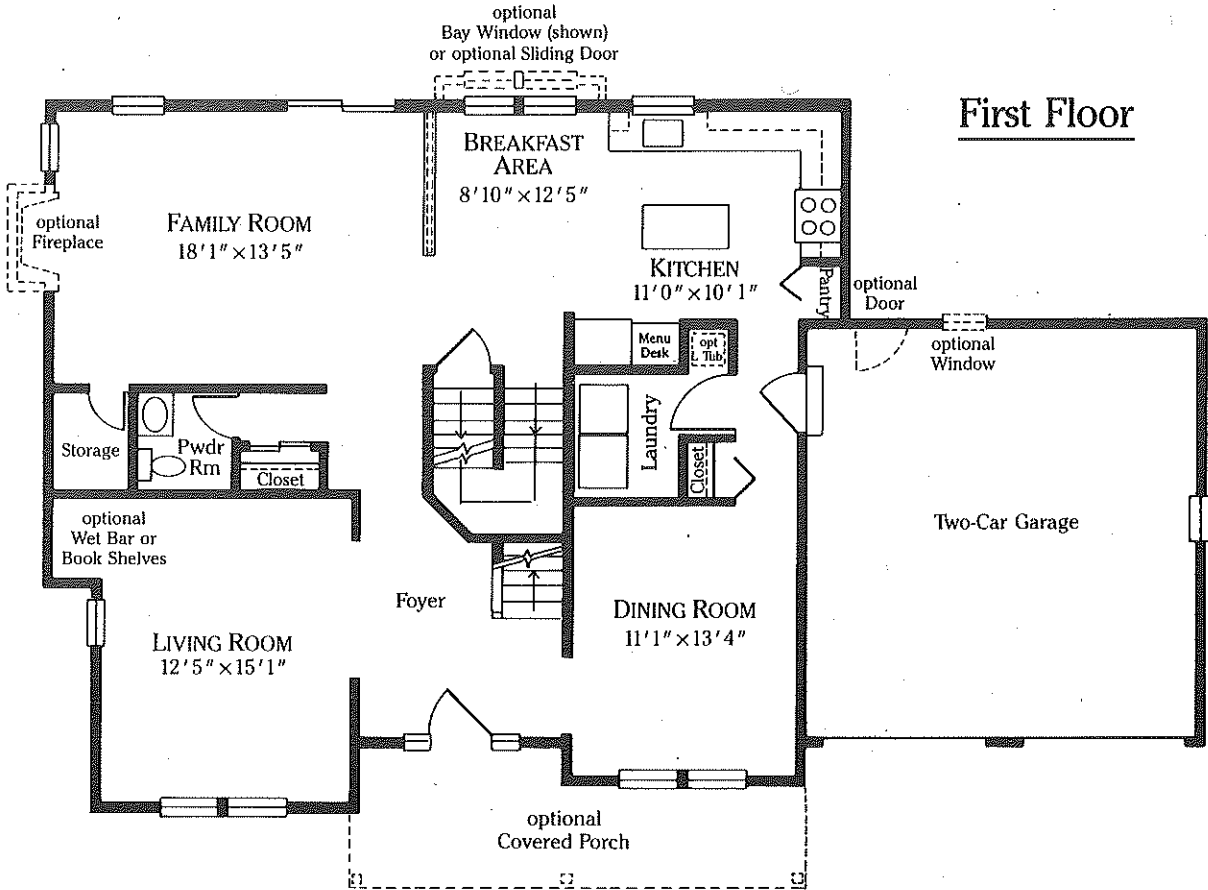 optional
Bay Window (shown)
or optional Sliding Door
First Floor
BREAKFAST
AREA
8'10" × 12'5"
optional
Fireplace
FAMILY ROOM
18'1" × 13'5"
KITCHEN
11'0" × 10'1"
Pantry
optional
Door
optional
Window
Menu
Desk
opt
L Tub
Storage
Pwdr
Rm
Closet
Laundry
Closet
optional
Wet Bar or
Book Shelves
Two-Car Garage
Foyer
LIVING ROOM
12'5" × 15'1"
DINING ROOM
11'1" × 13'4"
optional
Covered Porch